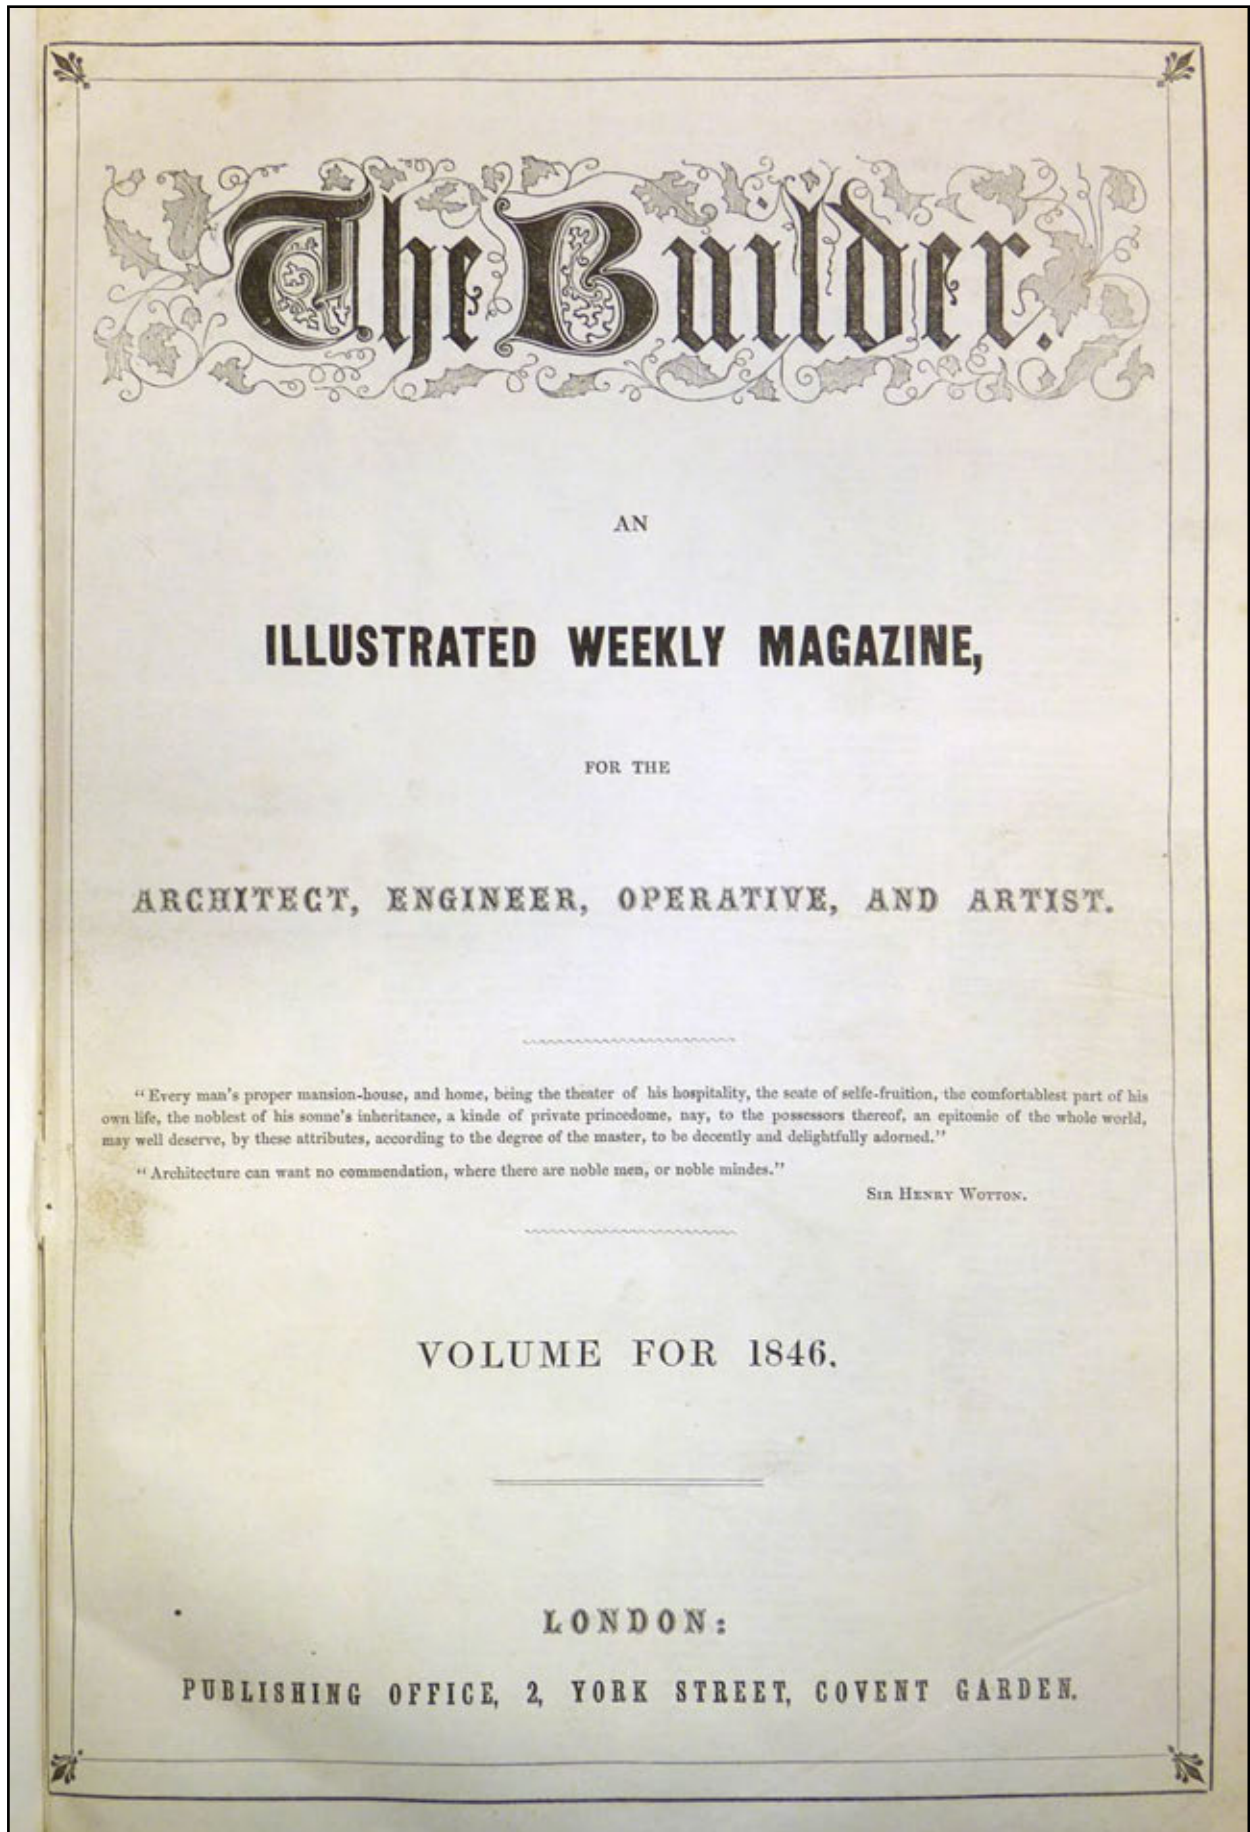 The Builder.
AN
ILLUSTRATED WEEKLY MAGAZINE,
FOR THE
ARCHITECT, ENGINEER, OPERATIVE, AND ARTIST.
“Every man's proper mansion-house, and home, being the theater of his hospitality, the seate of selfe-fruition, the comfortablest part of his
own life, the noblest of his sonne's inheritance, a kinde of private princedome, nay, to the possessors thereof, an epitomie of the whole world,
may well deserve, by these attributes, according to the degree of the master, to be decently and delightfully adorned.”
“Architecture can want no commendation, where there are noble men, or noble mindes.”
SIR HENRY WOTTON.
VOLUME FOR 1846.
LONDON:
PUBLISHING OFFICE, 2, YORK STREET, COVENT GARDEN.